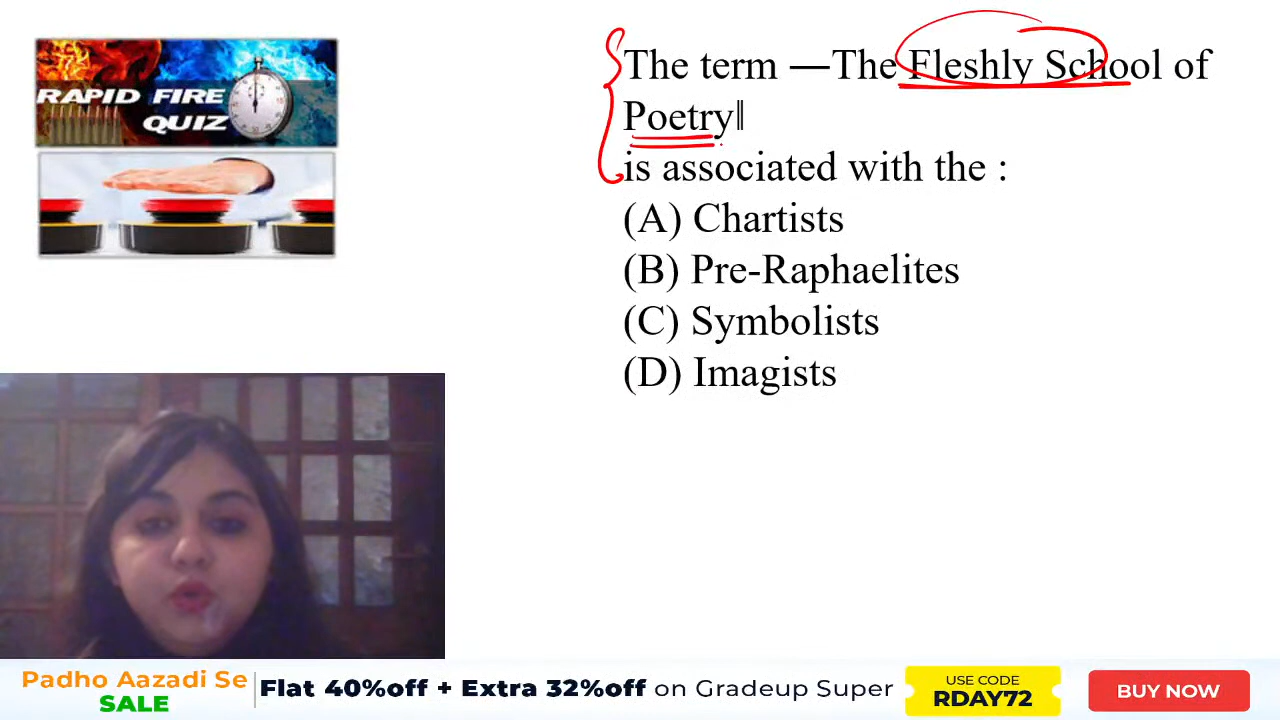 RAPID FIRE
QUIZ
The term —The Fleshly School of
Poetry‖
is associated with the :
(A) Chartists
(B) Pre-Raphaelites
(C) Symbolists
(D) Imagists
Padho Aazadi Se
SALE
Flat 40%off + Extra 32%off on Gradeup Super
USE CODE
RDAY72
BUY NOW